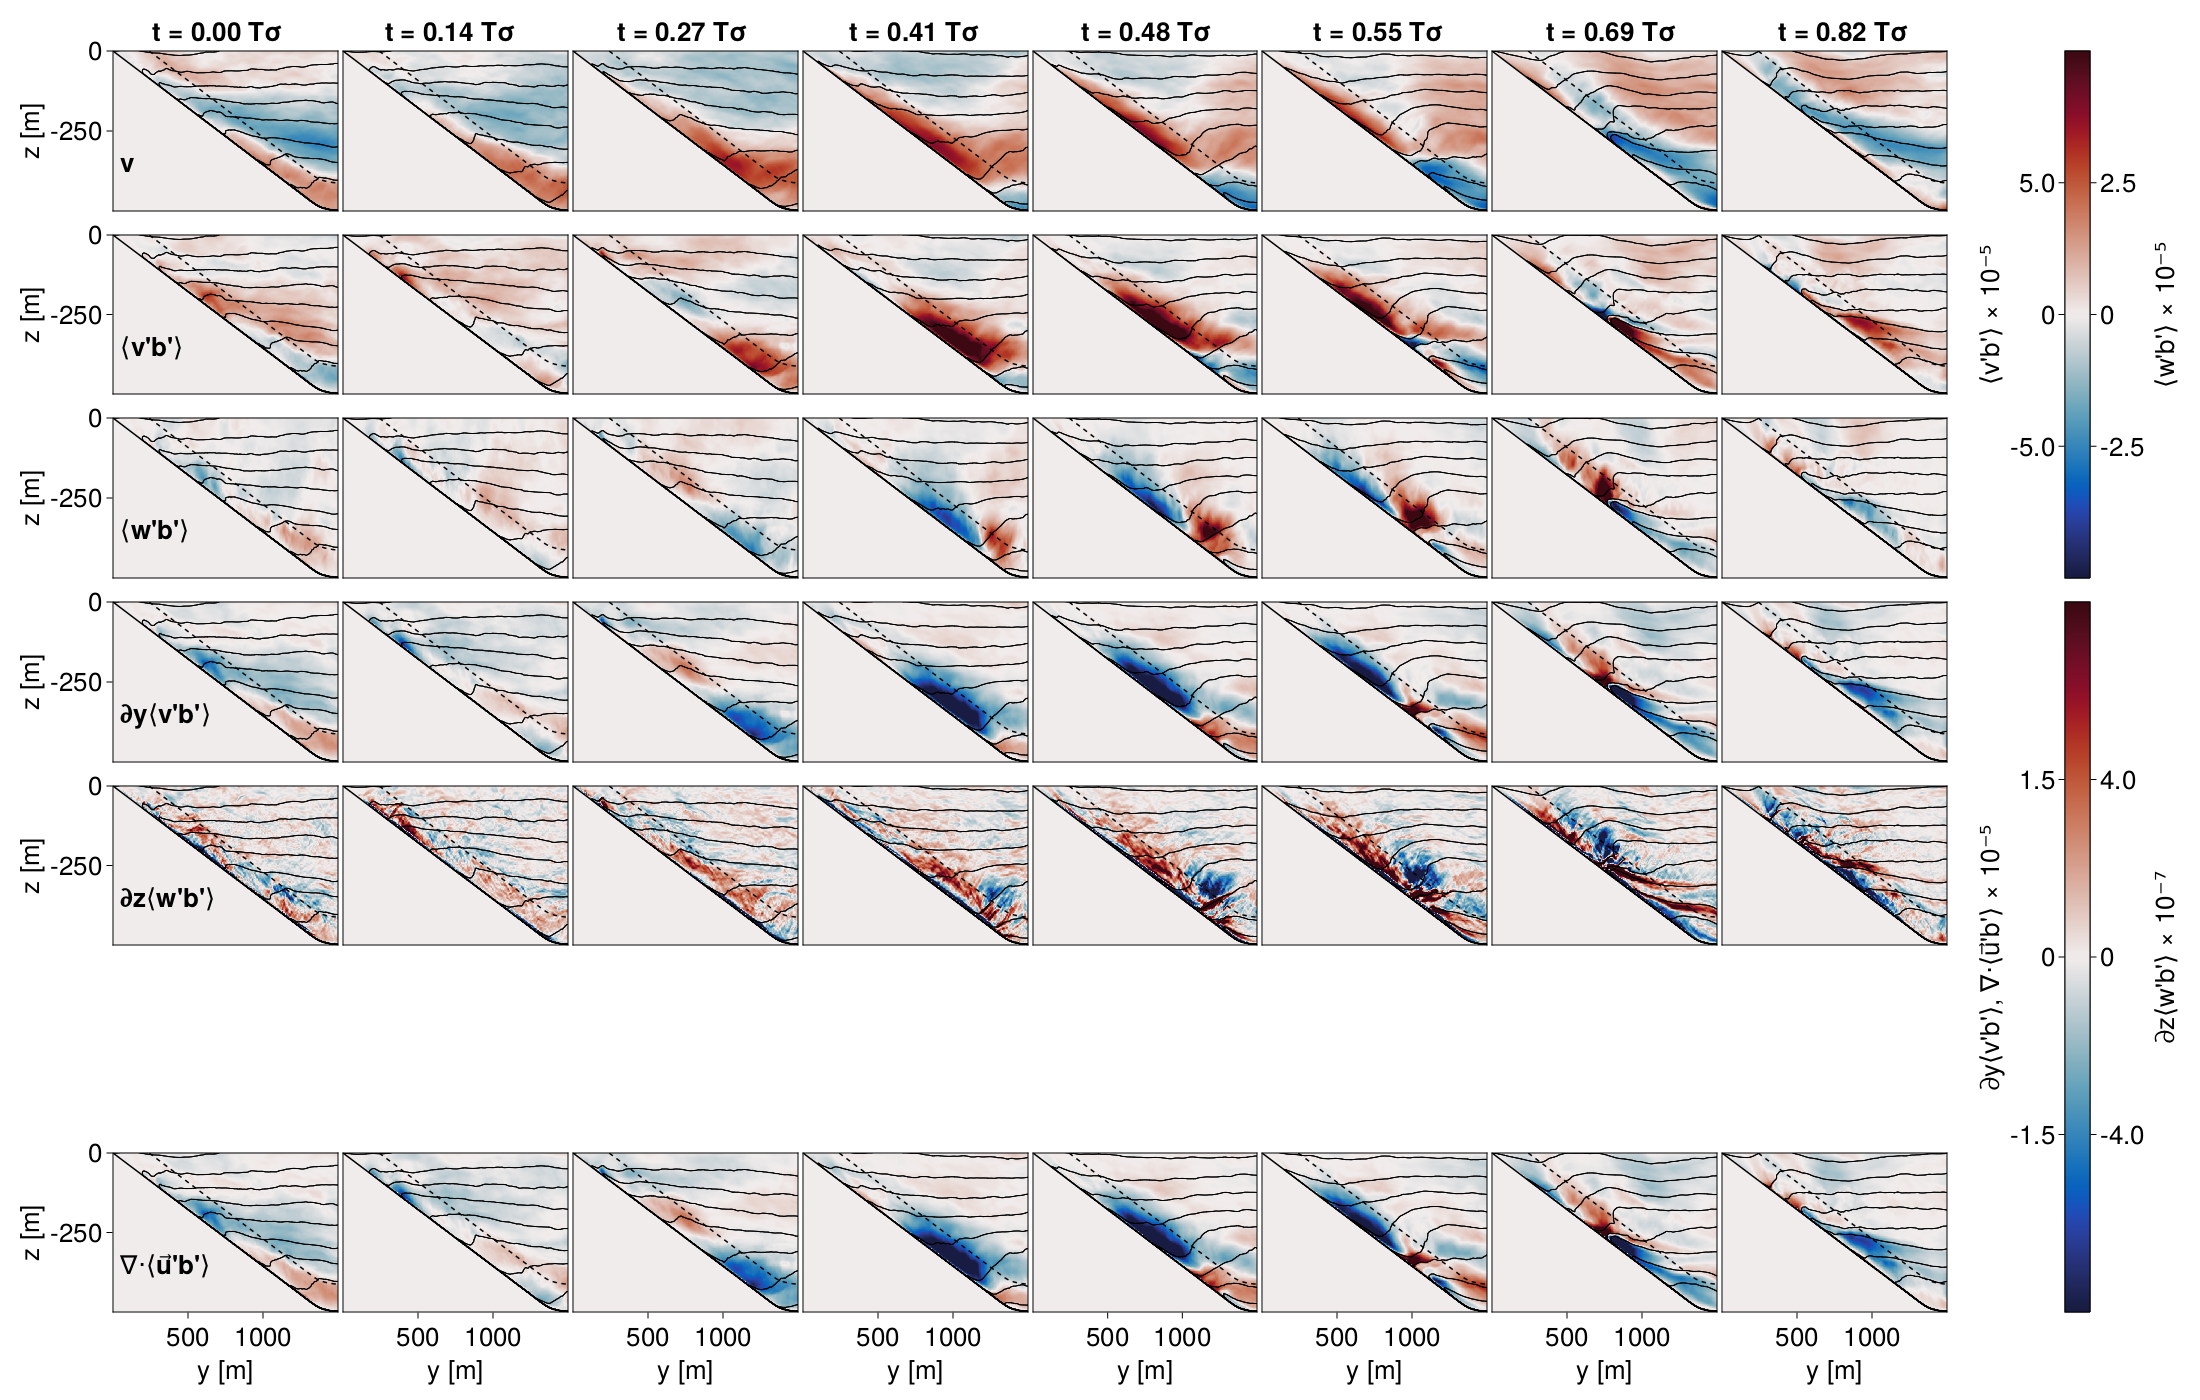 t = 0.00 Tσ t = 0.14 Tσ t = 0.27 Tσ t = 0.41 Tσ t = 0.48 Tσ t = 0.55 Tσ t = 0.69 Tσ t = 0.82 Tσ
0
-250
z [m]
v
0
-250
z [m]
⟨v'b'⟩
0
-250
z [m]
⟨w'b'⟩
0
-250
z [m]
∂y⟨v'b'⟩
0
-250
z [m]
∂z⟨w'b'⟩
0
-250
z [m]
∇·⟨u⃗'b'⟩
500 1000 500 1000 500 1000 500 1000 500 1000 500 1000 500 1000 500 1000
y [m] y [m] y [m] y [m] y [m] y [m] y [m] y [m]
5.0 2.5
0 0
-5.0 -2.5
⟨v'b'⟩ × 10⁻⁵
⟨w'b'⟩ × 10⁻⁵
1.5 4.0
0 0
-1.5 -4.0
∂y⟨v'b'⟩, ∇·⟨u⃗'b'⟩ × 10⁻⁵
∂z⟨w'b'⟩ × 10⁻⁷